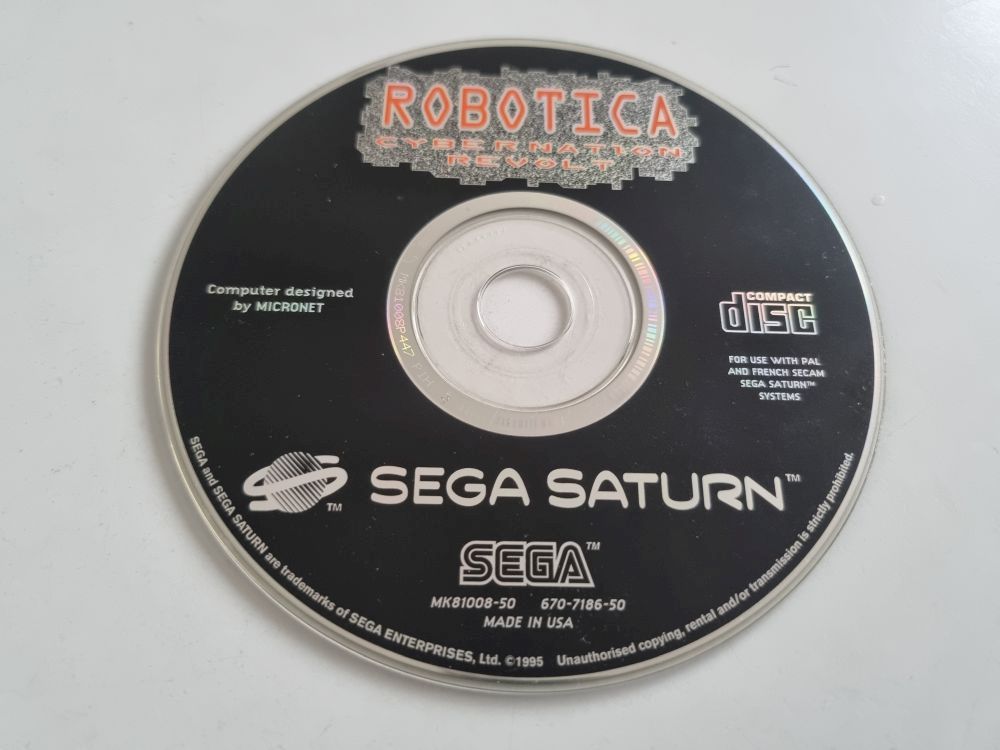 ROBOTICA
CYBERNATION
REVOLT
Computer designed
by MICRONET
COMPACT
disc
FOR USE WITH PAL
AND FRENCH SECAM
SEGA SATURN™
SYSTEMS
SEGA SATURN™
TM
SEGA™
MK81008-50 670-7186-50
MADE IN USA
SEGA and SEGA SATURN are trademarks of SEGA ENTERPRISES, Ltd. ©1995 Unauthorised copying, rental and/or transmission is strictly prohibited.